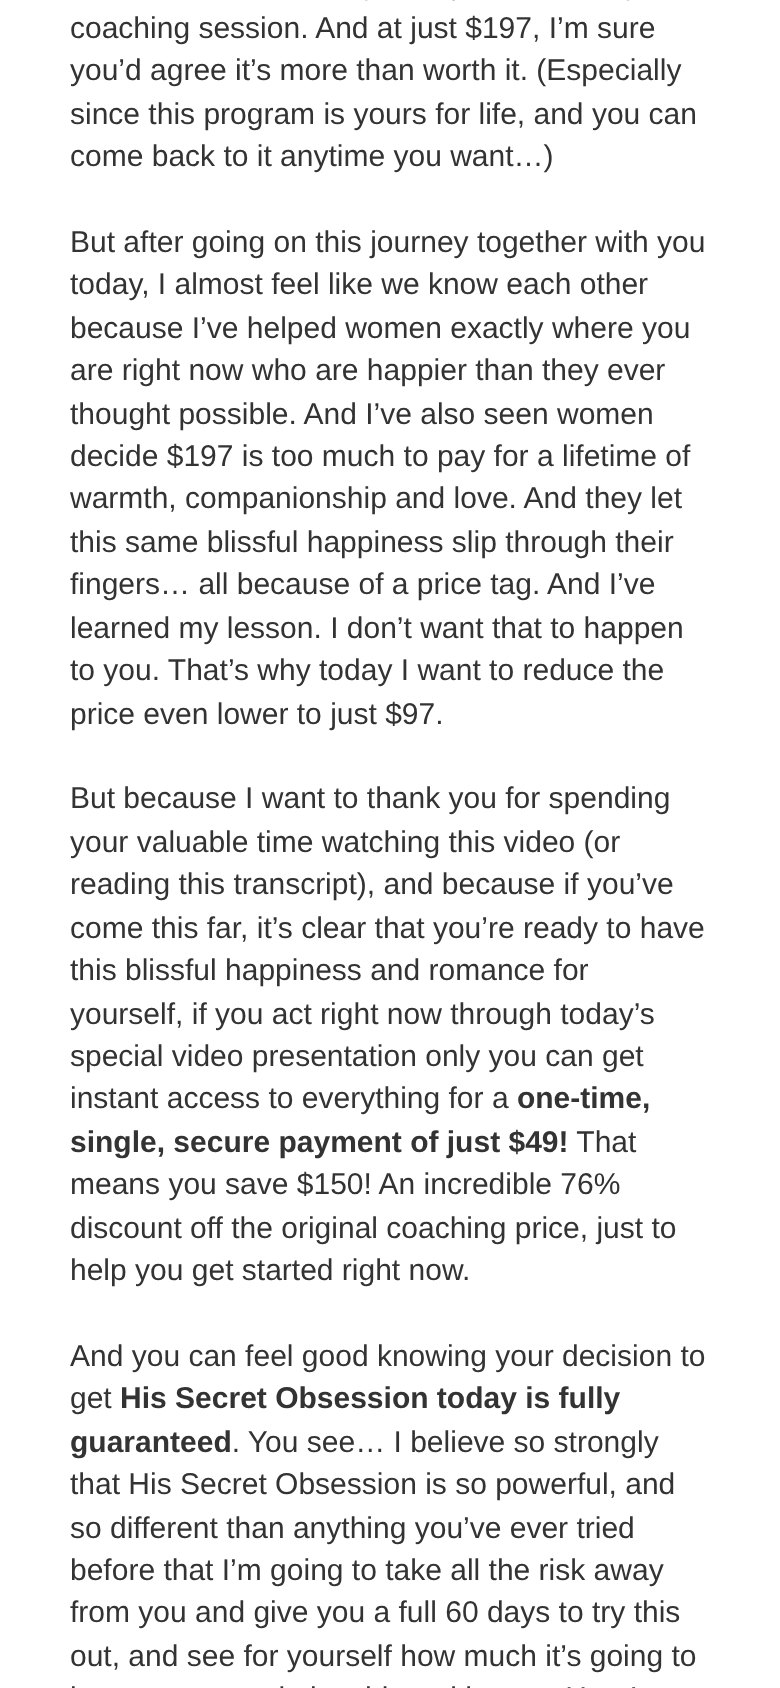 coaching session. And at just $197, I’m sure
you’d agree it’s more than worth it. (Especially
since this program is yours for life, and you can
come back to it anytime you want…)
But after going on this journey together with you
today, I almost feel like we know each other
because I’ve helped women exactly where you
are right now who are happier than they ever
thought possible. And I’ve also seen women
decide $197 is too much to pay for a lifetime of
warmth, companionship and love. And they let
this same blissful happiness slip through their
fingers… all because of a price tag. And I’ve
learned my lesson. I don’t want that to happen
to you. That’s why today I want to reduce the
price even lower to just $97.
But because I want to thank you for spending
your valuable time watching this video (or
reading this transcript), and because if you’ve
come this far, it’s clear that you’re ready to have
this blissful happiness and romance for
yourself, if you act right now through today’s
special video presentation only you can get
instant access to everything for a one-time,
single, secure payment of just $49! That
means you save $150! An incredible 76%
discount off the original coaching price, just to
help you get started right now.
And you can feel good knowing your decision to
get His Secret Obsession today is fully
guaranteed. You see… I believe so strongly
that His Secret Obsession is so powerful, and
so different than anything you’ve ever tried
before that I’m going to take all the risk away
from you and give you a full 60 days to try this
out, and see for yourself how much it’s going to